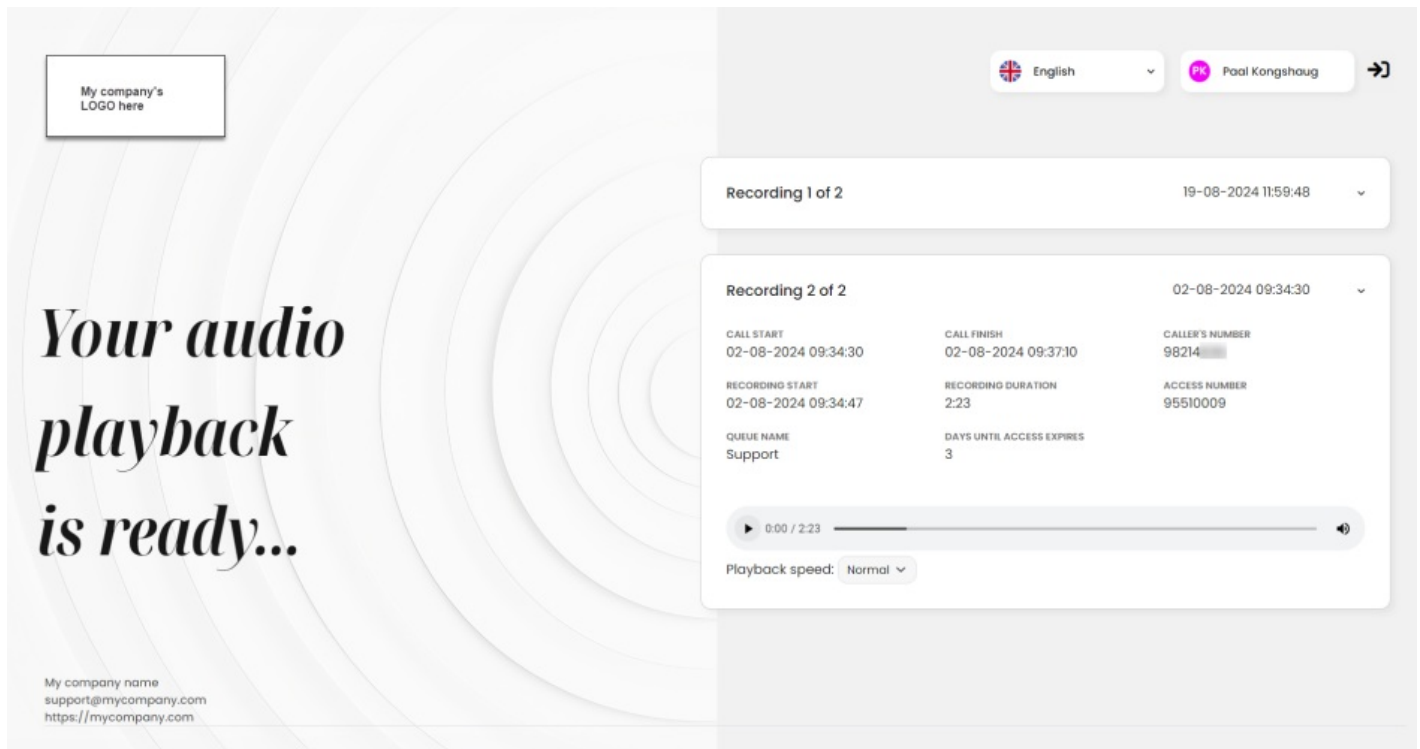 My company's
LOGO here
English
PK
Paal Kongshaug
Your audio
playback
is ready...
My company name
support@mycompany.com
https://mycompany.com
Recording 1 of 2
19-08-2024 11:59:48
Recording 2 of 2
02-08-2024 09:34:30
CALL START
02-08-2024 09:34:30
CALL FINISH
02-08-2024 09:37:10
CALLER'S NUMBER
98214
RECORDING START
02-08-2024 09:34:47
RECORDING DURATION
2:23
ACCESS NUMBER
95510009
QUEUE NAME
Support
DAYS UNTIL ACCESS EXPIRES
3
0:00 / 2:23
Playback speed: Normal